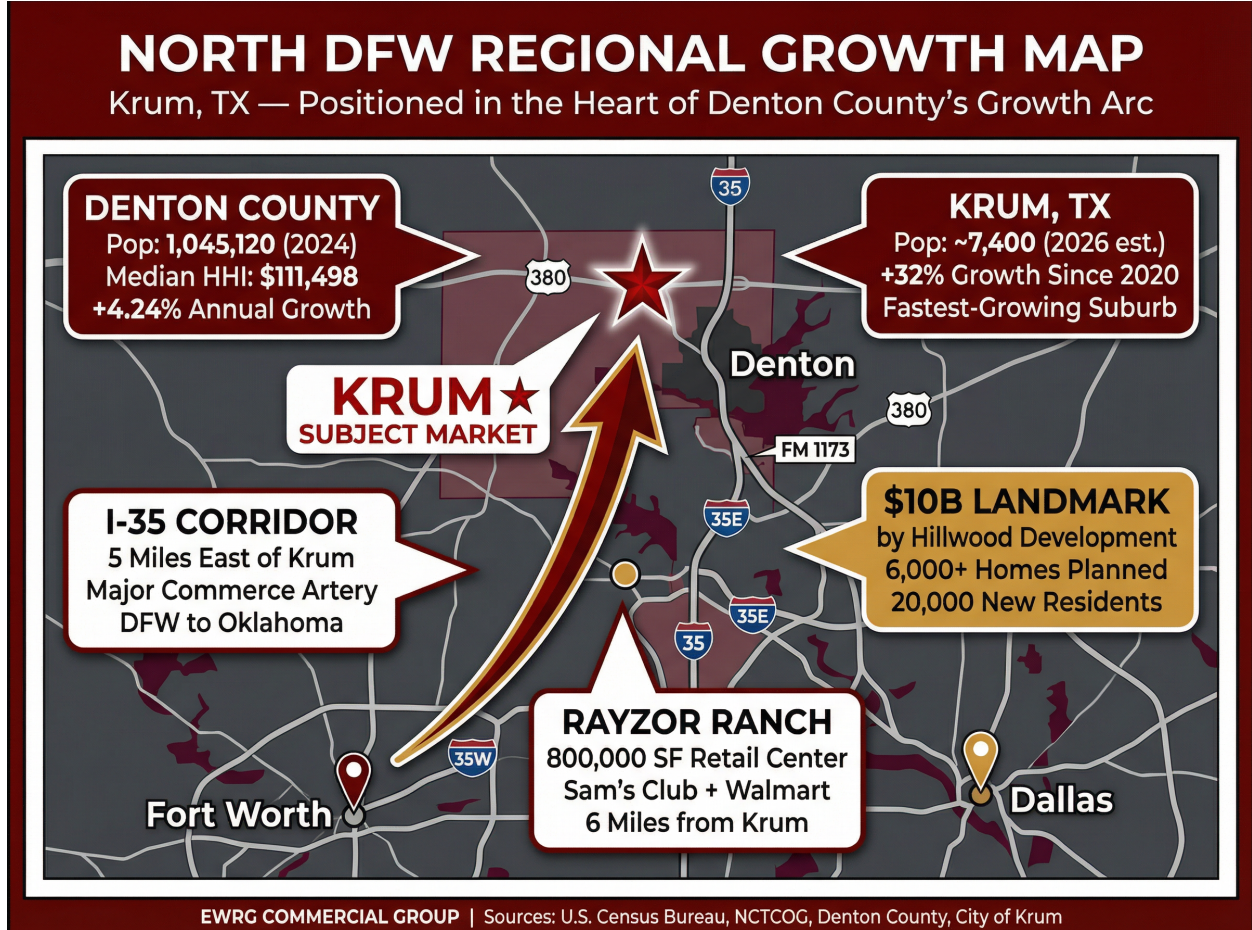 NORTH DFW REGIONAL GROWTH MAP
Krum, TX — Positioned in the Heart of Denton County's Growth Arc
35
DENTON COUNTY
Pop: 1,045,120 (2024)
Median HHI: $111,498
+4.24% Annual Growth
KRUM, TX
Pop: ~7,400 (2026 est.)
+32% Growth Since 2020
Fastest-Growing Suburb
380
Denton
KRUM
SUBJECT MARKET
380
FM 1173
I-35 CORRIDOR
5 Miles East of Krum
Major Commerce Artery
DFW to Oklahoma
35E
$10B LANDMARK
by Hillwood Development
6,000+ Homes Planned
20,000 New Residents
35E
35
RAYZOR RANCH
800,000 SF Retail Center
Sam's Club + Walmart
6 Miles from Krum
35W
Fort Worth
Dallas
EWRG COMMERCIAL GROUP | Sources: U.S. Census Bureau, NCTCOG, Denton County, City of Krum